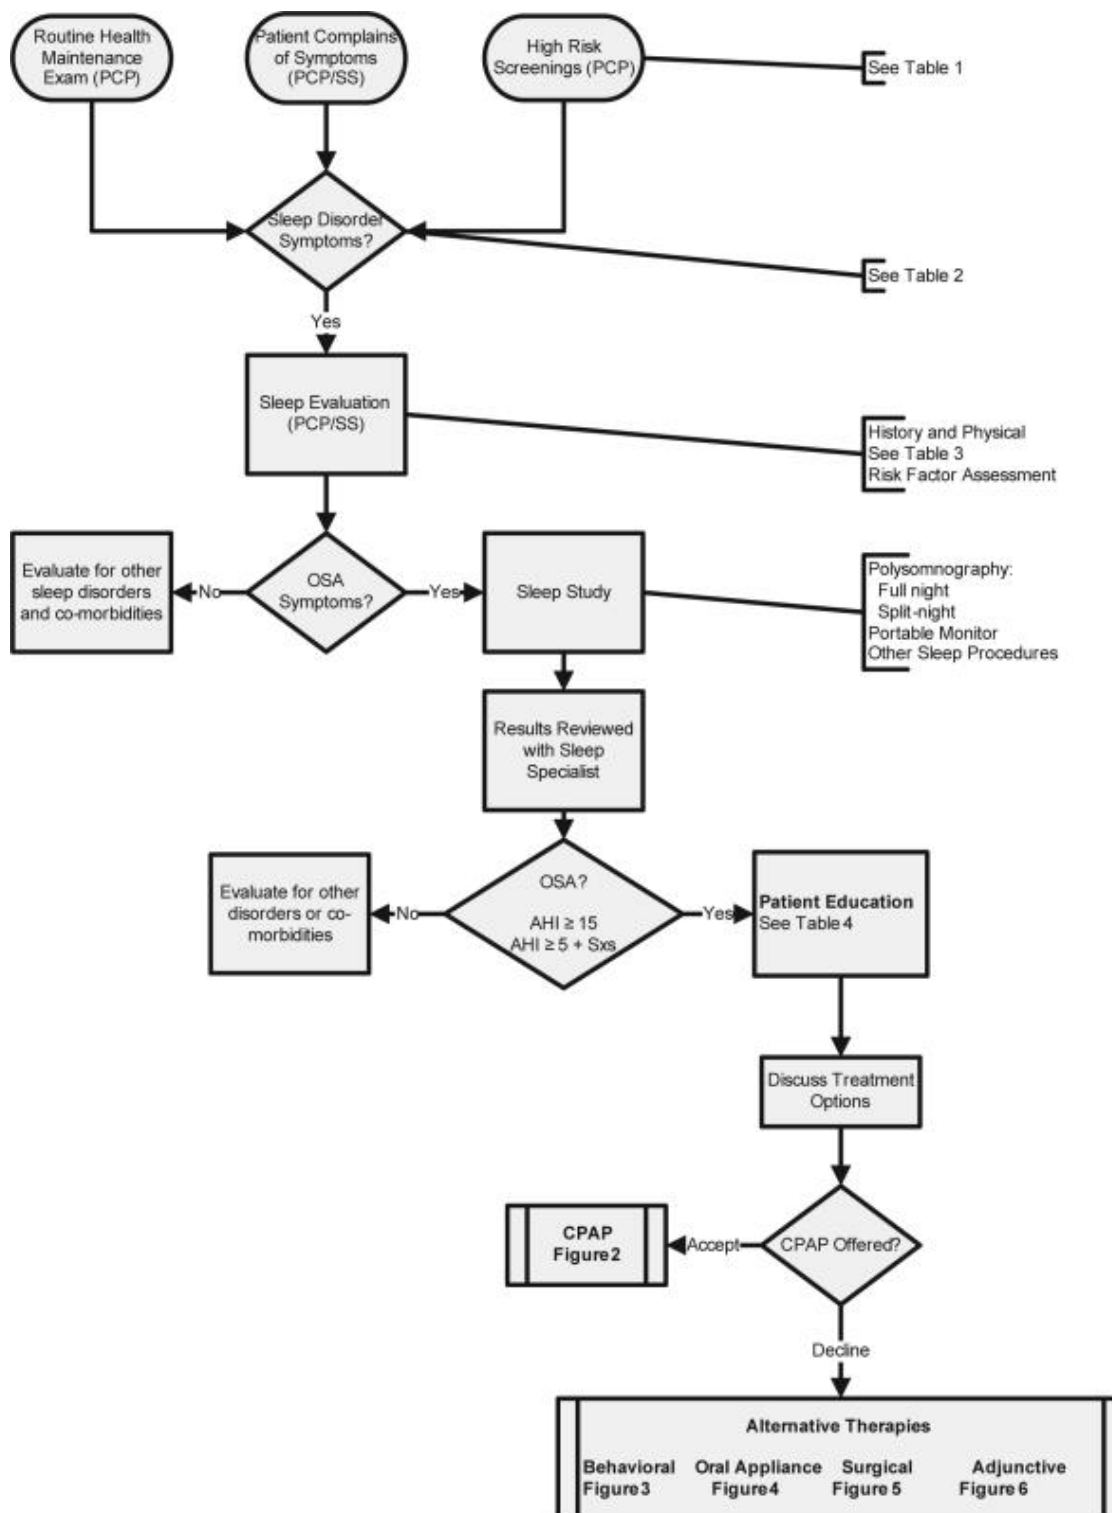 Routine Health
Maintenance
Exam (PCP)
Patient Complains
of Symptoms
(PCP/SS)
High Risk
Screenings (PCP)
See Table 1
Sleep Disorder
Symptoms?
See Table 2
Yes
Sleep Evaluation
(PCP/SS)
History and Physical
See Table 3
Risk Factor Assessment
Evaluate for other
sleep disorders
and co-morbidities
No
OSA
Symptoms?
Yes
Sleep Study
Polysomnography:
Full night
Split-night
Portable Monitor
Other Sleep Procedures
Results Reviewed
with Sleep
Specialist
Evaluate for other
disorders or co-
morbidities
No
OSA?
AHI ≥ 15
AHI ≥ 5 + Sxs
Yes
Patient Education
See Table 4
Discuss Treatment
Options
CPAP
Figure 2
Accept
CPAP Offered?
Decline
Alternative Therapies
Behavioral Oral Appliance Surgical Adjunctive
Figure 3 Figure 4 Figure 5 Figure 6